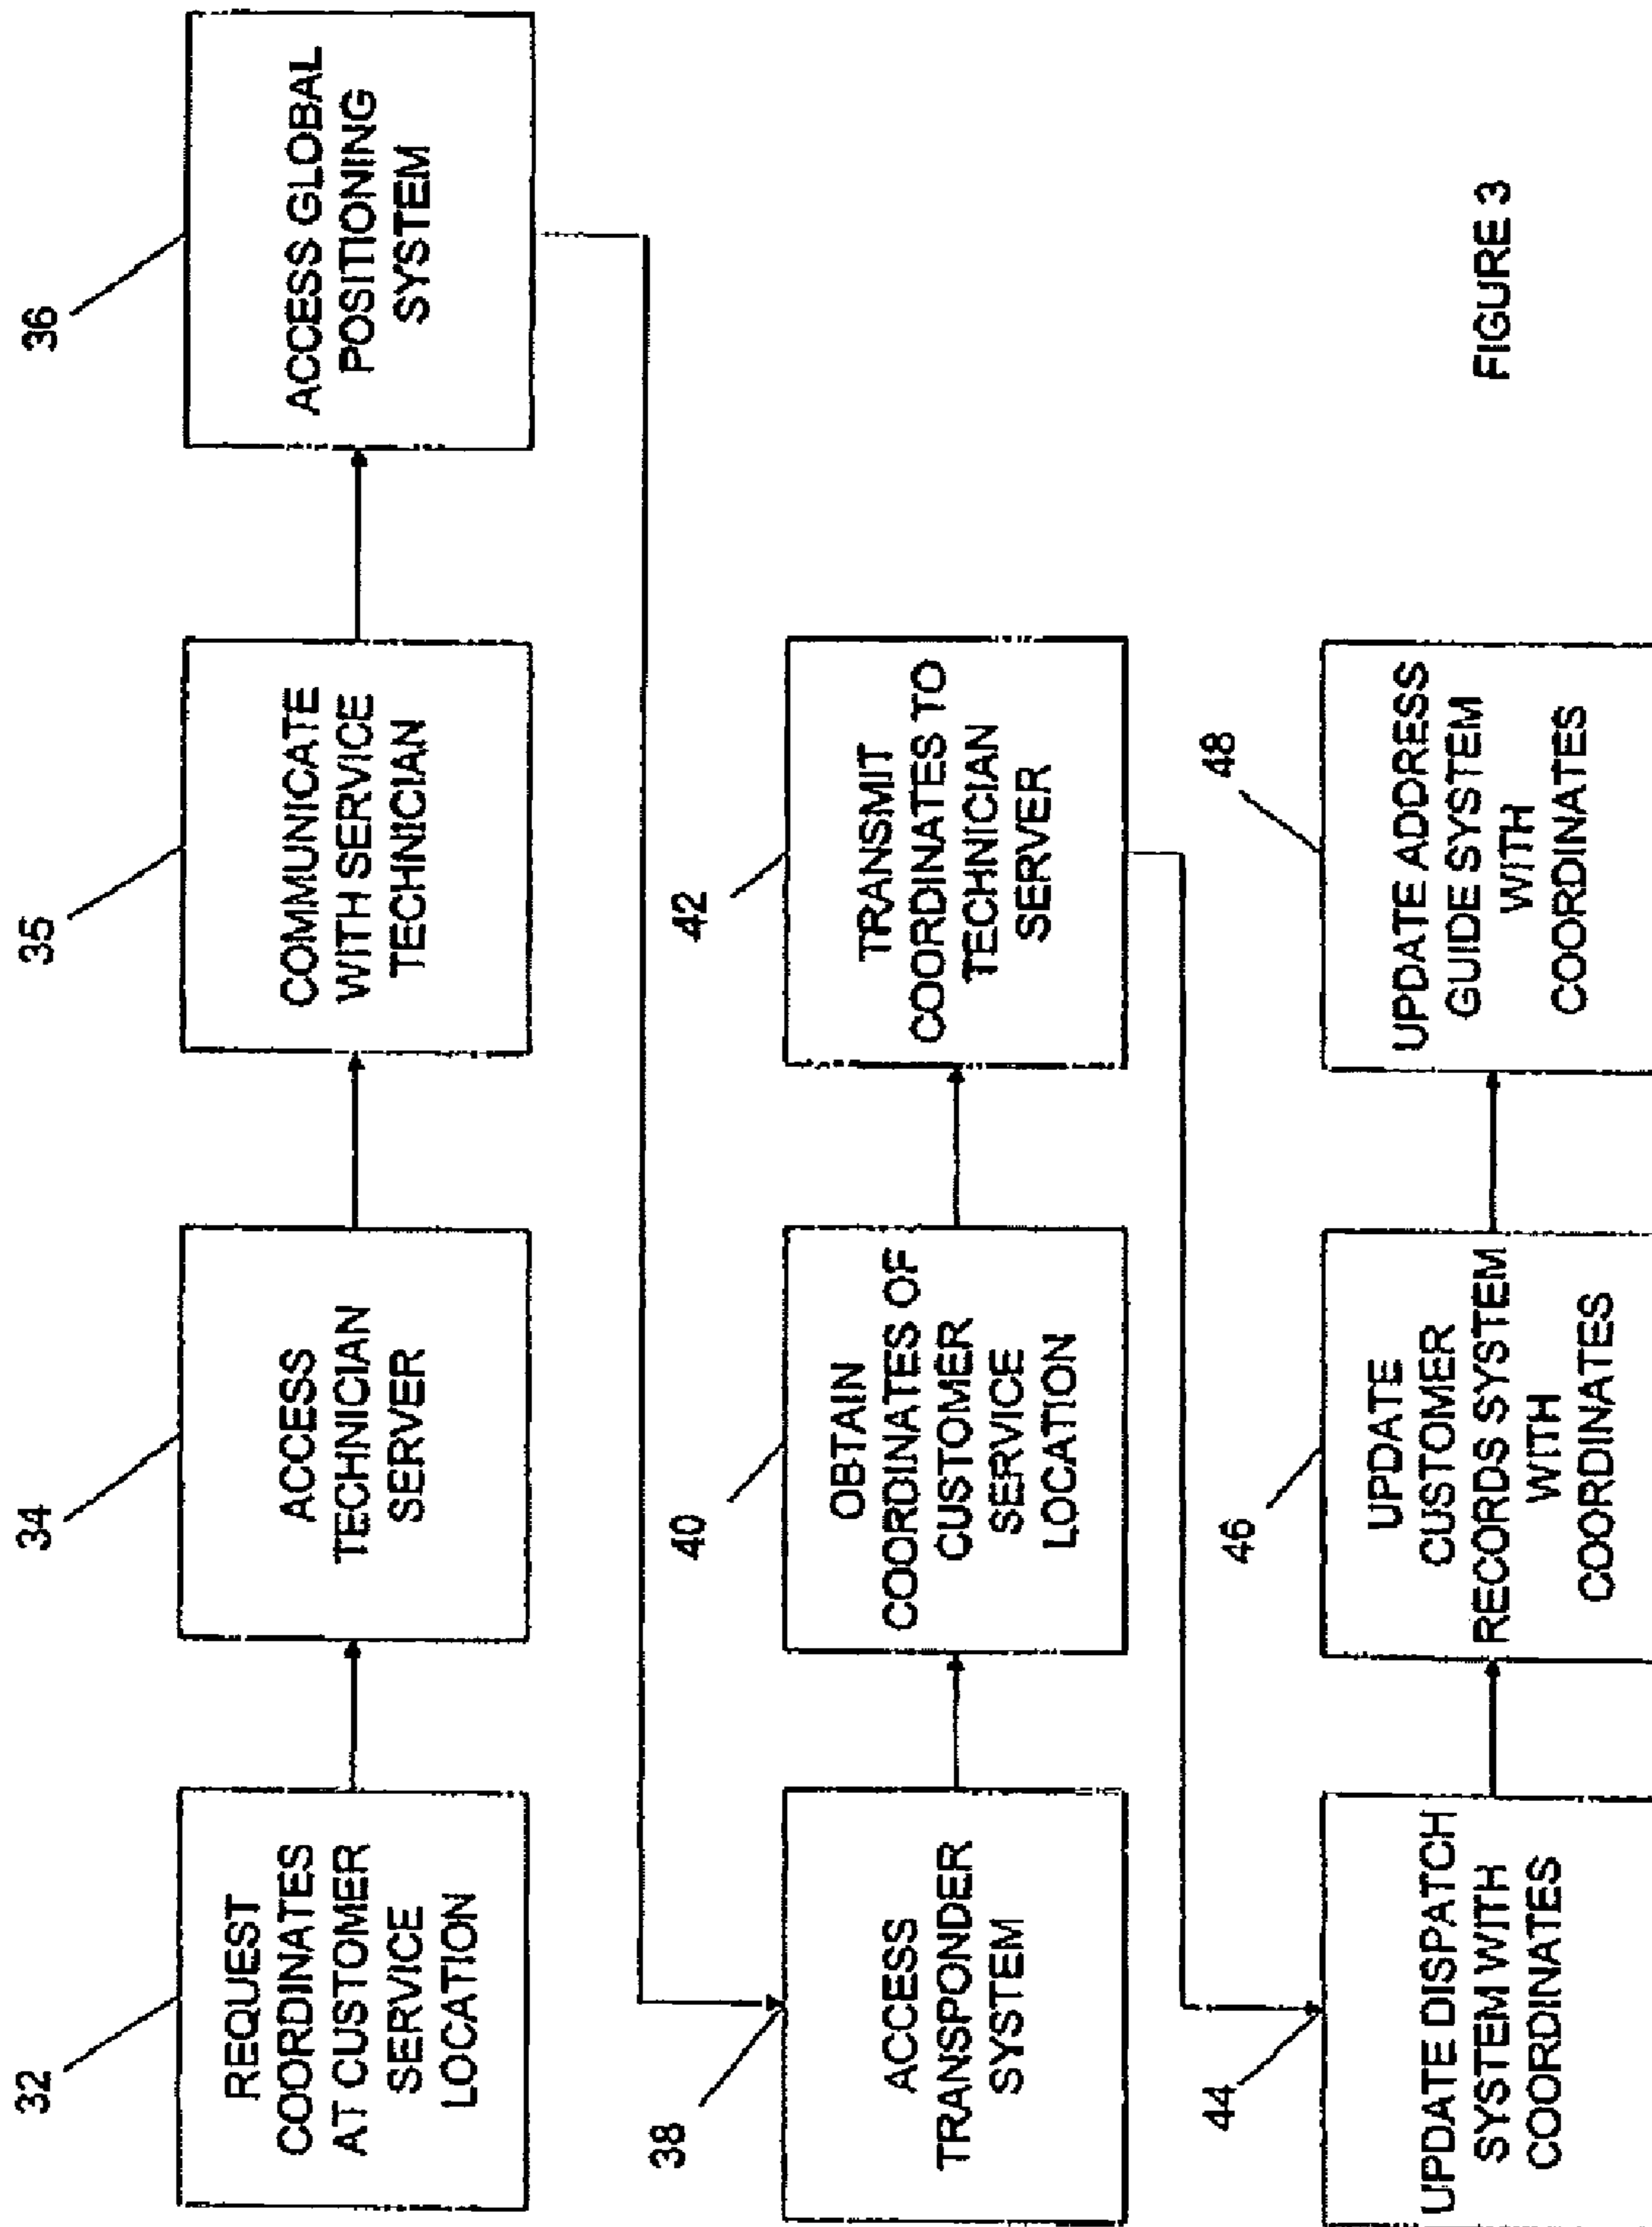 32
REQUEST
COORDINATES
AT CUSTOMER
SERVICE
LOCATION
34
ACCESS
TECHNICIAN
SERVER
35
COMMUNICATE
WITH SERVICE
TECHNICIAN
36
ACCESS GLOBAL
POSITIONING
SYSTEM
38
ACCESS
TRANSPONDER
SYSTEM
40
OBTAIN
COORDINATES OF
CUSTOMER
SERVICE
LOCATION
42
TRANSMIT
COORDINATES TO
TECHNICIAN
SERVER
44
UPDATE DISPATCH
SYSTEM WITH
COORDINATES
46
UPDATE
CUSTOMER
RECORDS SYSTEM
WITH
COORDINATES
48
UPDATE ADDRESS
GUIDE SYSTEM
WITH
COORDINATES
FIGURE 3